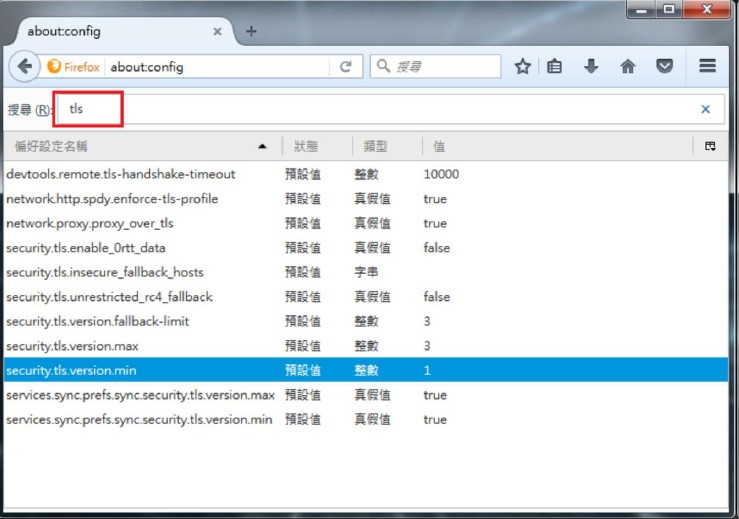 about:config
Firefox about:config 搜尋
搜尋 (R): tls
偏好設定名稱 狀態 類型 值
devtools.remote.tls-handshake-timeout 預設值 整數 10000
network.http.spdy.enforce-tls-profile 預設值 真假值 true
network.proxy.proxy_over_tls 預設值 真假值 true
security.tls.enable_0rtt_data 預設值 真假值 false
security.tls.insecure_fallback_hosts 預設值 字串
security.tls.unrestricted_rc4_fallback 預設值 真假值 false
security.tls.version.fallback-limit 預設值 整數 3
security.tls.version.max 預設值 整數 3
security.tls.version.min 預設值 整數 1
services.sync.prefs.sync.security.tls.version.max 預設值 真假值 true
services.sync.prefs.sync.security.tls.version.min 預設值 真假值 true